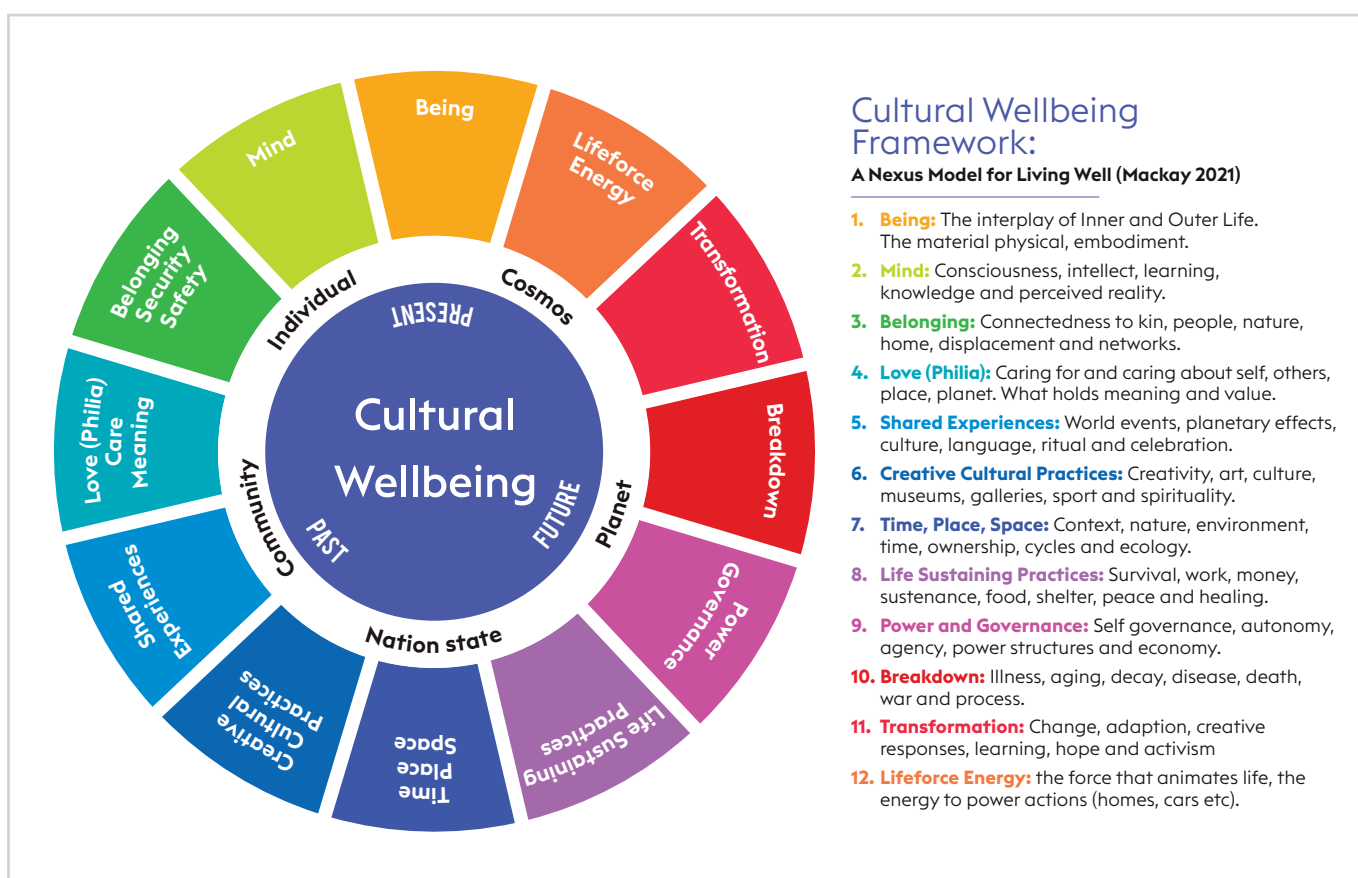 Being
Lifeforce
Energy
Transformation
Breakdown
Power
Governance
Life Sustaining
Practices
Time
Place
Space
Creative
Cultural
Practices
Shared
Experiences
Love (Philia)
Care
Meaning
Belonging
Security
Safety
Mind
Individual
Cosmos
Planet
Nation state
Community
PRESENT
Cultural
Wellbeing
PAST
FUTURE
Cultural Wellbeing
Framework:
A Nexus Model for Living Well (Mackay 2021)
1. Being: The interplay of Inner and Outer Life.
The material physical, embodiment.
2. Mind: Consciousness, intellect, learning,
knowledge and perceived reality.
3. Belonging: Connectedness to kin, people, nature,
home, displacement and networks.
4. Love (Philia): Caring for and caring about self, others,
place, planet. What holds meaning and value.
5. Shared Experiences: World events, planetary effects,
culture, language, ritual and celebration.
6. Creative Cultural Practices: Creativity, art, culture,
museums, galleries, sport and spirituality.
7. Time, Place, Space: Context, nature, environment,
time, ownership, cycles and ecology.
8. Life Sustaining Practices: Survival, work, money,
sustenance, food, shelter, peace and healing.
9. Power and Governance: Self governance, autonomy,
agency, power structures and economy.
10. Breakdown: Illness, aging, decay, disease, death,
war and process.
11. Transformation: Change, adaption, creative
responses, learning, hope and activism
12. Lifeforce Energy: the force that animates life, the
energy to power actions (homes, cars etc).